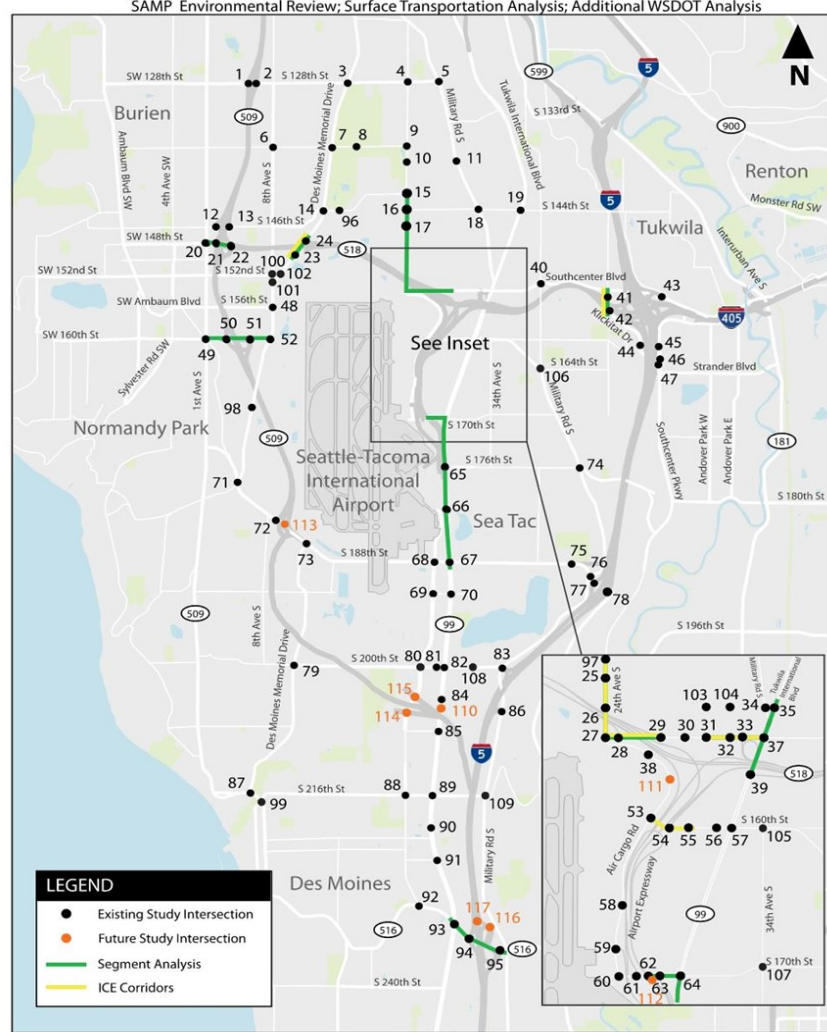 SAMP Environmental Review; Surface Transportation Analysis; Additional WSDOT Analysis
N
SW 128th St
1 2
S 128th St
3
4
5
599
5
Burien
509
Military Rd S
Tukwila International Blvd
S 133rd St
900
Des Moines Memorial Drive
Ambaum Blvd SW
4th Ave SW
6
8th Ave S
7 8
9
10
11
Renton
Monster Rd SW
15
16
17
14
96
18
19
S 144th St
5
Tukwila
12 13
S 146th St
SW 148th St
20 21 22
24
23
518
Interurban Ave S
SW 152nd St
100
S 152nd St
102
101
40
Southcenter Blvd
43
41
42
405
SW Ambaum Blvd
S 156th St
48
Klickitat Dr
SW 160th St
50 51
49
52
See Inset
44
45
46
47
Strander Blvd
S 164th St
106
Sylvester Rd SW
1st Ave S
34th Ave S
Military Rd S
Southcenter Pkwy
Andover Park W
Andover Park E
181
98
Normandy Park
509
S 170th St
Seattle-Tacoma
International
Airport
S 176th St
65
74
71
66
Sea Tac
S 180th St
72
113
73
S 188th St
68 67
75
76
77
78
69 70
509
99
8th Ave S
Des Moines Memorial Drive
S 196th St
79
S 200th St
80 81 82
108
83
115
84
110
114
85
86
5
87
99
S 216th St
88 89
109
90
91
Military Rd S
Des Moines
92
516
93
94
95
117
116
516
S 240th St
LEGEND
Existing Study Intersection
Future Study Intersection
Segment Analysis
ICE Corridors
97
25
24th Ave S
26
27
28
29
30
31
32
33
103 104
34 35
Military Rd S
Tukwila
International
Blvd
37
38
111
518
39
53
54 55
56 57
S 160th St
105
Air Cargo Rd
Airport Expressway
58
99
34th Ave S
59
60 61
62
63
64
112
S 170th St
107